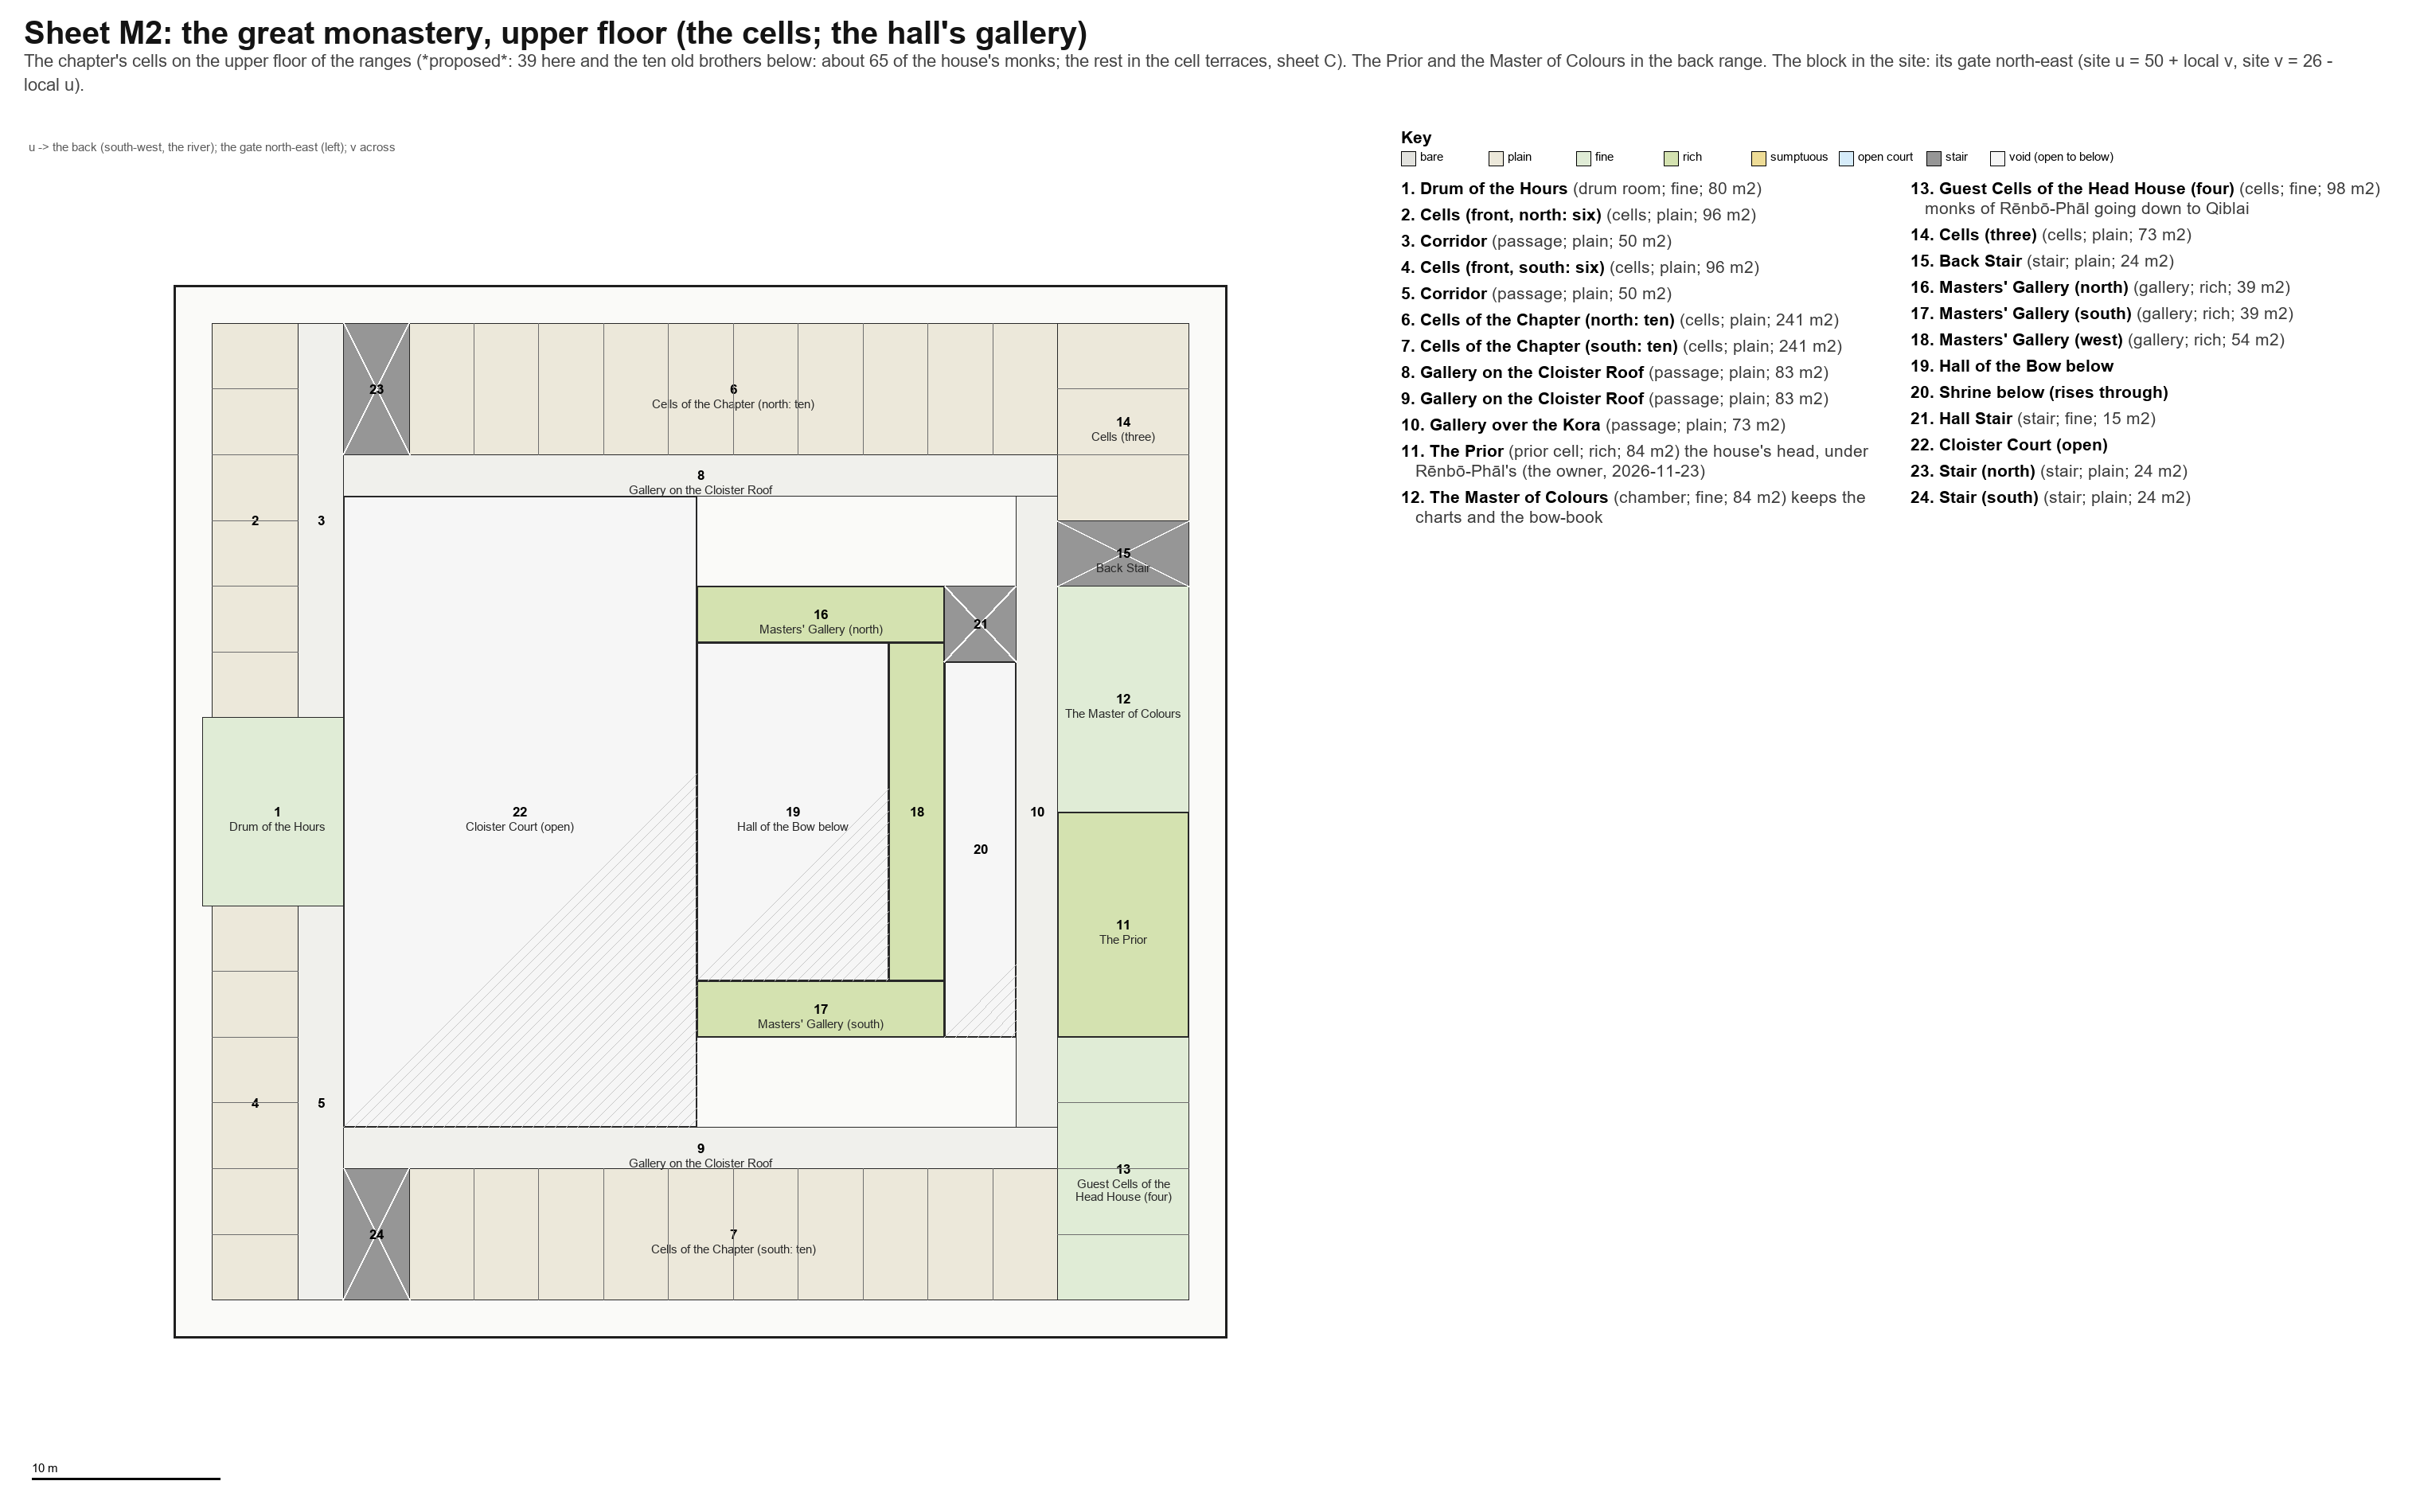 Sheet M2: the great monastery, upper floor (the cells; the hall's gallery)
The chapter's cells on the upper floor of the ranges (*proposed*: 39 here and the ten old brothers below: about 65 of the house's monks; the rest in the cell terraces, sheet C). The Prior and the Master of Colours in the back range. The block in the site: its gate north-east (site u = 50 + local v, site v = 26 -
local u).
u -> the back (south-west, the river); the gate north-east (left); v across
Key
bare
plain
fine
rich
sumptuous
open court
stair
void (open to below)
1. Drum of the Hours (drum room; fine; 80 m2)
2. Cells (front, north: six) (cells; plain; 96 m2)
3. Corridor (passage; plain; 50 m2)
4. Cells (front, south: six) (cells; plain; 96 m2)
5. Corridor (passage; plain; 50 m2)
6. Cells of the Chapter (north: ten) (cells; plain; 241 m2)
7. Cells of the Chapter (south: ten) (cells; plain; 241 m2)
8. Gallery on the Cloister Roof (passage; plain; 83 m2)
9. Gallery on the Cloister Roof (passage; plain; 83 m2)
10. Gallery over the Kora (passage; plain; 73 m2)
11. The Prior (prior cell; rich; 84 m2) the house's head, under
Rēnbō-Phāl's (the owner, 2026-11-23)
12. The Master of Colours (chamber; fine; 84 m2) keeps the
charts and the bow-book
13. Guest Cells of the Head House (four) (cells; fine; 98 m2)
monks of Rēnbō-Phāl going down to Qiblai
14. Cells (three) (cells; plain; 73 m2)
15. Back Stair (stair; plain; 24 m2)
16. Masters' Gallery (north) (gallery; rich; 39 m2)
17. Masters' Gallery (south) (gallery; rich; 39 m2)
18. Masters' Gallery (west) (gallery; rich; 54 m2)
19. Hall of the Bow below
20. Shrine below (rises through)
21. Hall Stair (stair; fine; 15 m2)
22. Cloister Court (open)
23. Stair (north) (stair; plain; 24 m2)
24. Stair (south) (stair; plain; 24 m2)
23
6
Cells of the Chapter (north: ten)
14
Cells (three)
8
Gallery on the Cloister Roof
2
3
15
Back Stair
16
Masters' Gallery (north)
21
12
The Master of Colours
1
Drum of the Hours
22
Cloister Court (open)
19
Hall of the Bow below
18
10
20
11
The Prior
17
Masters' Gallery (south)
4
5
9
Gallery on the Cloister Roof
13
Guest Cells of the
Head House (four)
24
7
Cells of the Chapter (south: ten)
10 m